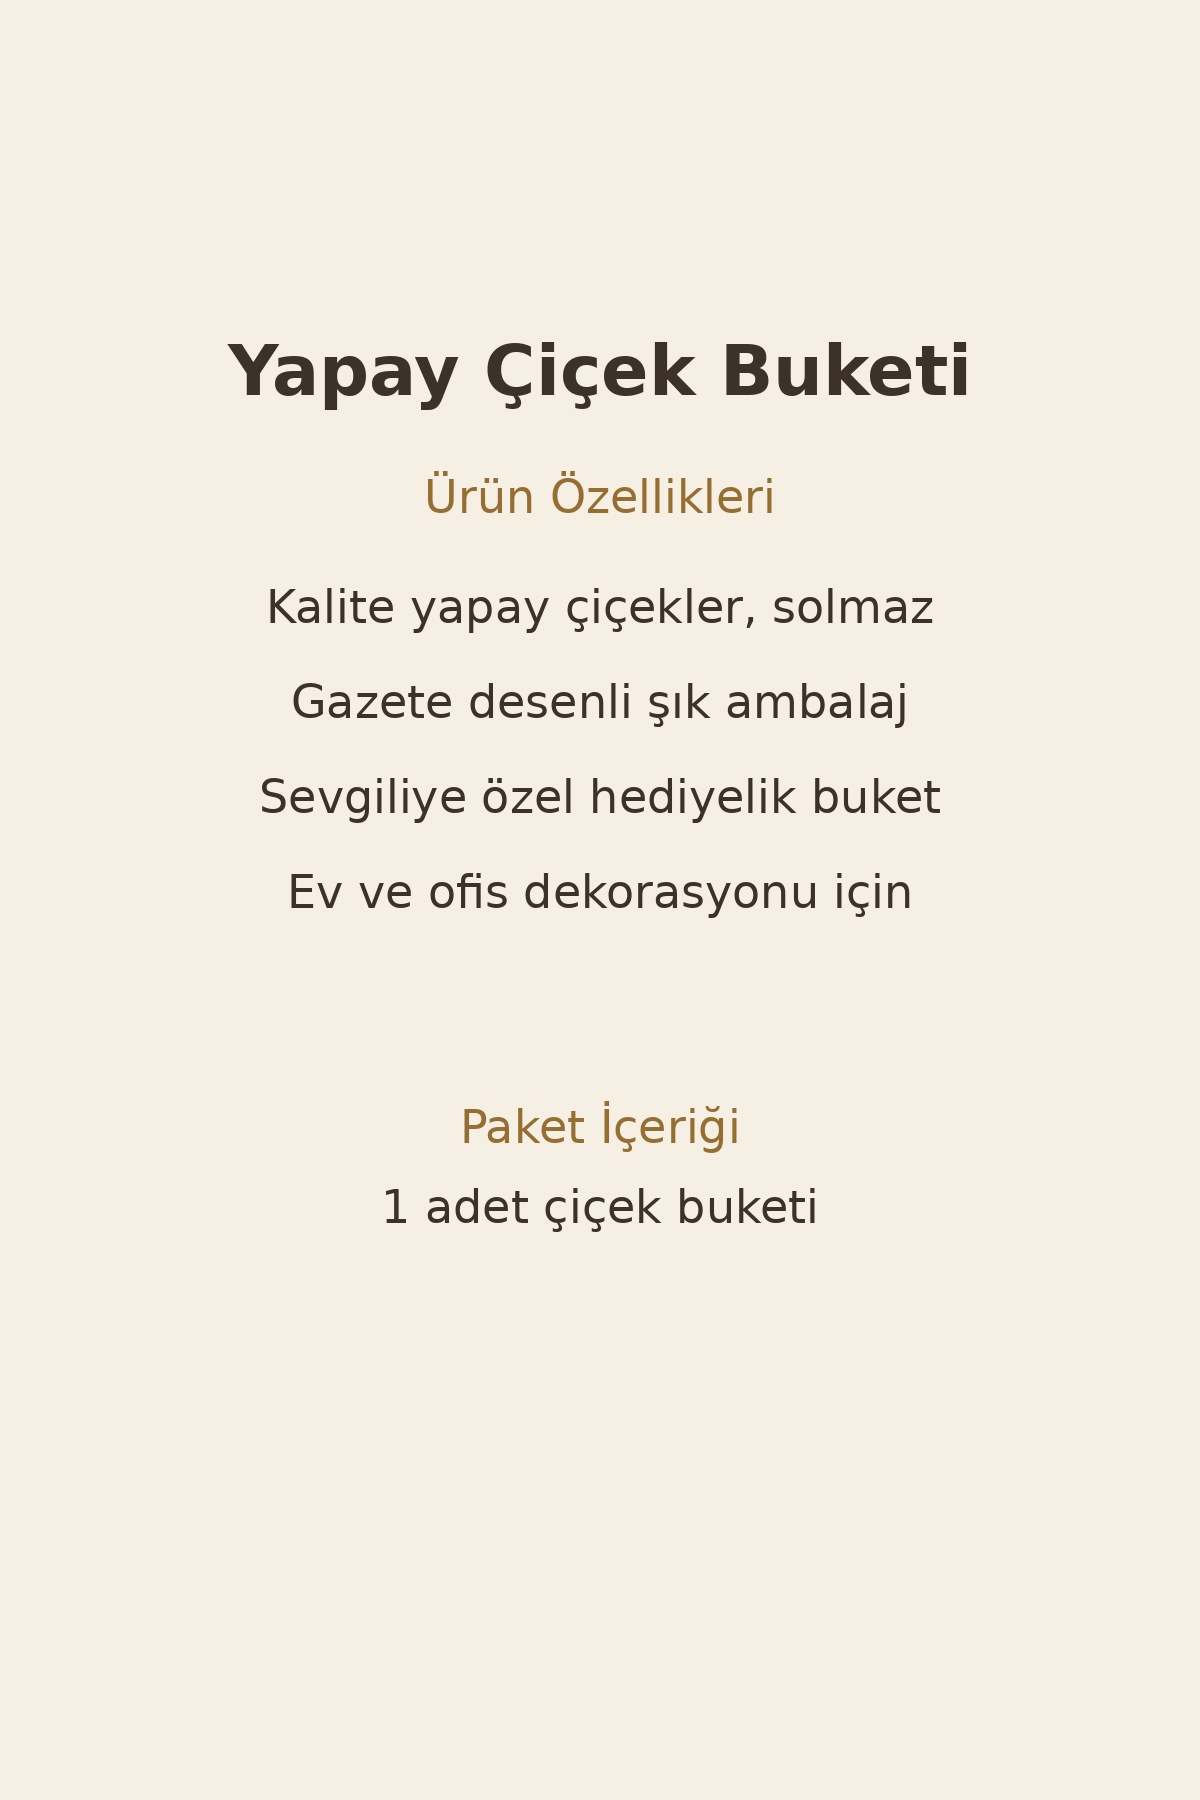 Yapay Çiçek Buketi
Ürün Özellikleri
Kalite yapay çiçekler, solmaz
Gazete desenli şık ambalaj
Sevgiliye özel hediyelik buket
Ev ve ofis dekorasyonu için
Paket İçeriği
1 adet çiçek buketi